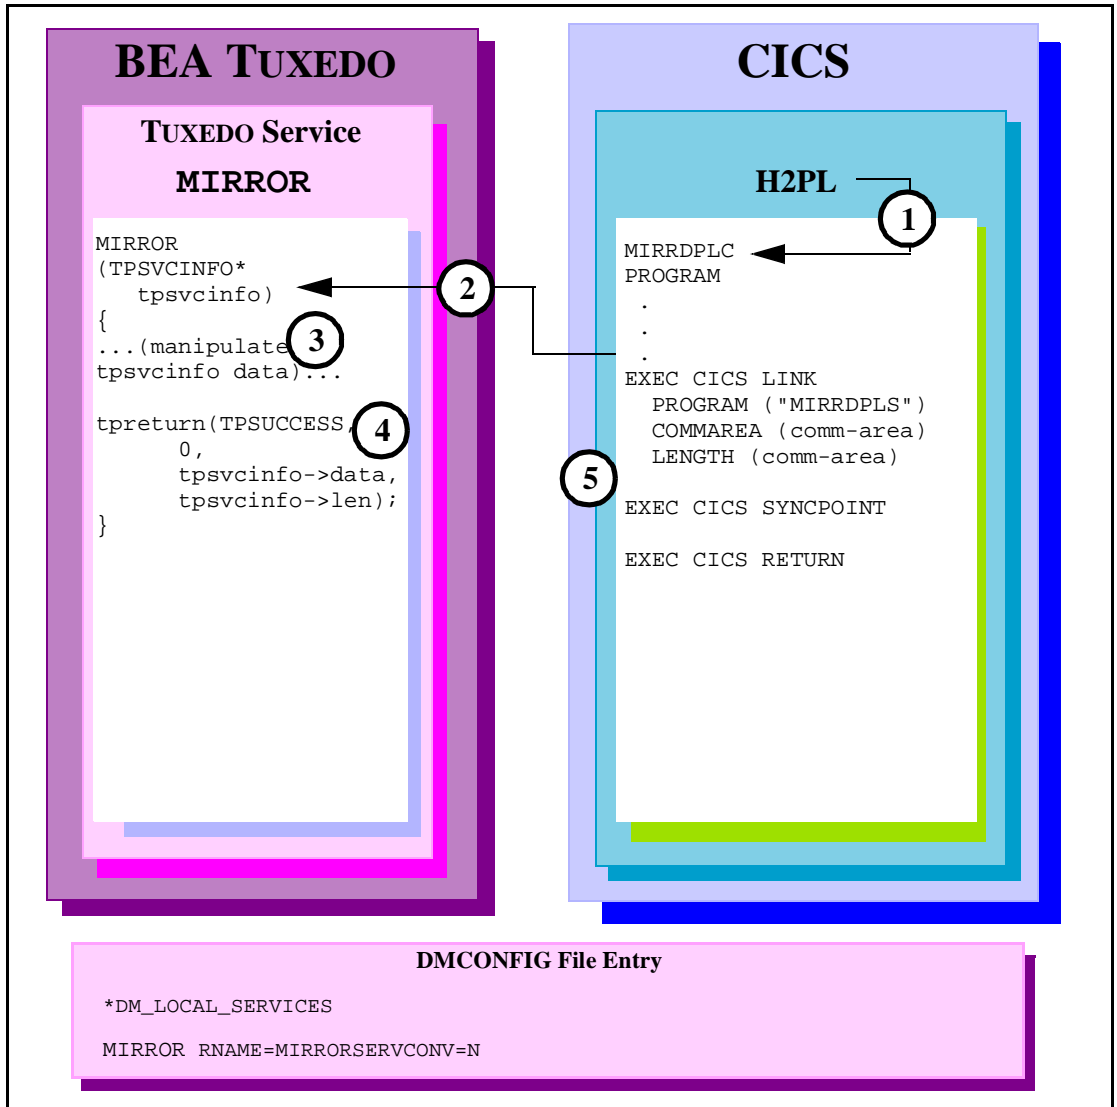 BEA TUXEDO
TUXEDO Service
MIRROR
MIRROR
(TPSVCINFO*
tpsvcinfo)
{
...(manipulate
tpsvcinfo data)...
tpreturn(TPSUCCESS,
0,
tpsvcinfo->data,
tpsvcinfo->len);
}
2
3
4
CICS
H2PL
1
MIRRDPLC
PROGRAM
.
.
.
EXEC CICS LINK
PROGRAM ("MIRRDPLS")
COMMAREA (comm-area)
LENGTH (comm-area)
5
EXEC CICS SYNCPOINT
EXEC CICS RETURN
DMCONFIG File Entry
*DM_LOCAL_SERVICES
MIRROR RNAME=MIRRORSERVCONV=N